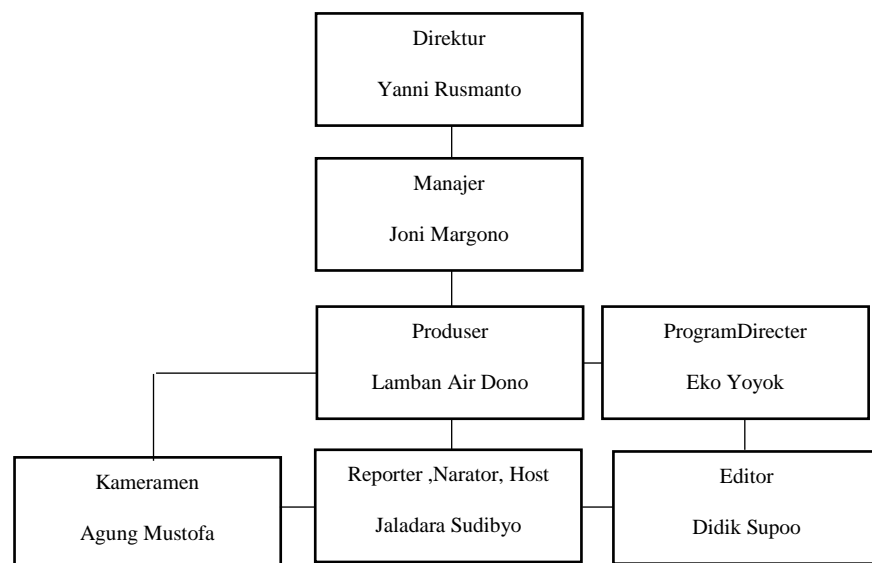 Direktur
Yanni Rusmanto
Manajer
Joni Margono
Produser
Lamban Air Dono
ProgramDirecter
Eko Yoyok
Kameramen
Agung Mustofa
Reporter ,Narator, Host
Jaladara Sudibyo
Editor
Didik Supoo